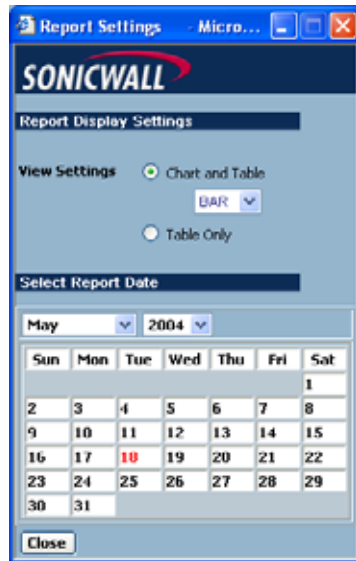 Report Settings - Micro...
SONICWALL
Report Display Settings
View Settings Chart and Table
BAR
Table Only
Select Report Date
May 2004
Sun Mon Tue Wed Thu Fri Sat
1
2 3 4 5 6 7 8
9 10 11 12 13 14 15
16 17 18 19 20 21 22
23 24 25 26 27 28 29
30 31
Close